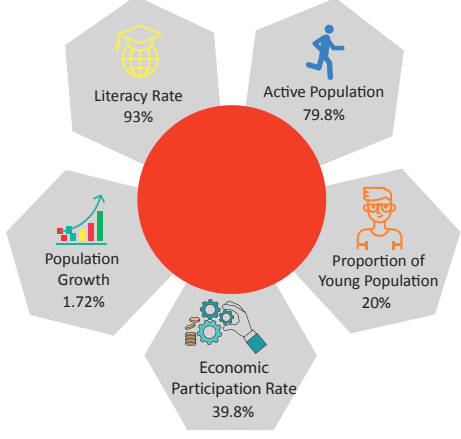 Literacy Rate
93%
Active Population
79.8%
Population
Growth
1.72%
Proportion of
Young Population
20%
Economic
Participation Rate
39.8%